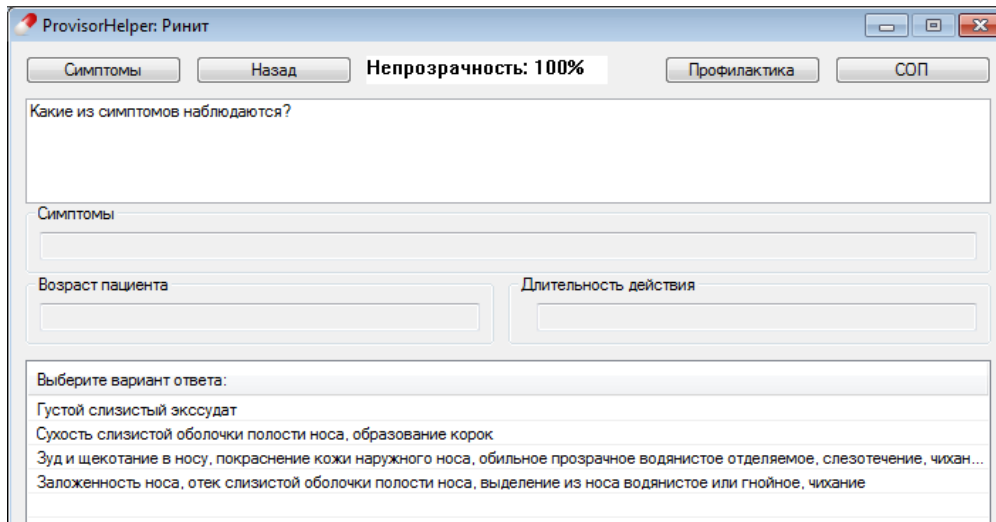 ProvisorHelper: Ринит
Симптомы Назад Непрозрачность: 100% Профилактика СОП
Какие из симптомов наблюдаются?
Симптомы
Возраст пациента Длительность действия
Выберите вариант ответа:
Густой слизистый экссудат
Сухость слизистой оболочки полости носа, образование корок
Зуд и щекотание в носу, покраснение кожи наружного носа, обильное прозрачное водянистое отделяемое, слезотечение, чихан...
Заложенность носа, отек слизистой оболочки полости носа, выделение из носа водянистое или гнойное, чихание